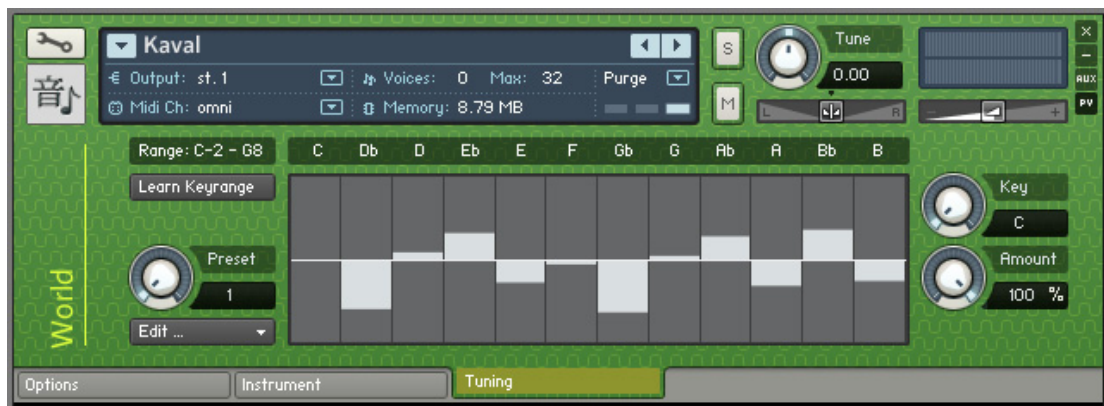 Kaval
S
Tune
×
Output: st. 1 Voices: 0 Max: 32 Purge
0.00
–
AUX
音
Midi Ch: omni Memory: 8.79 MB
M
L R
– +
PV
Range: C-2 - G8 C Db D Eb E F Gb G Ab A Bb B
Learn Keyrange
Key
C
Preset
1
Amount
100 %
World
Edit ...
Options Instrument Tuning